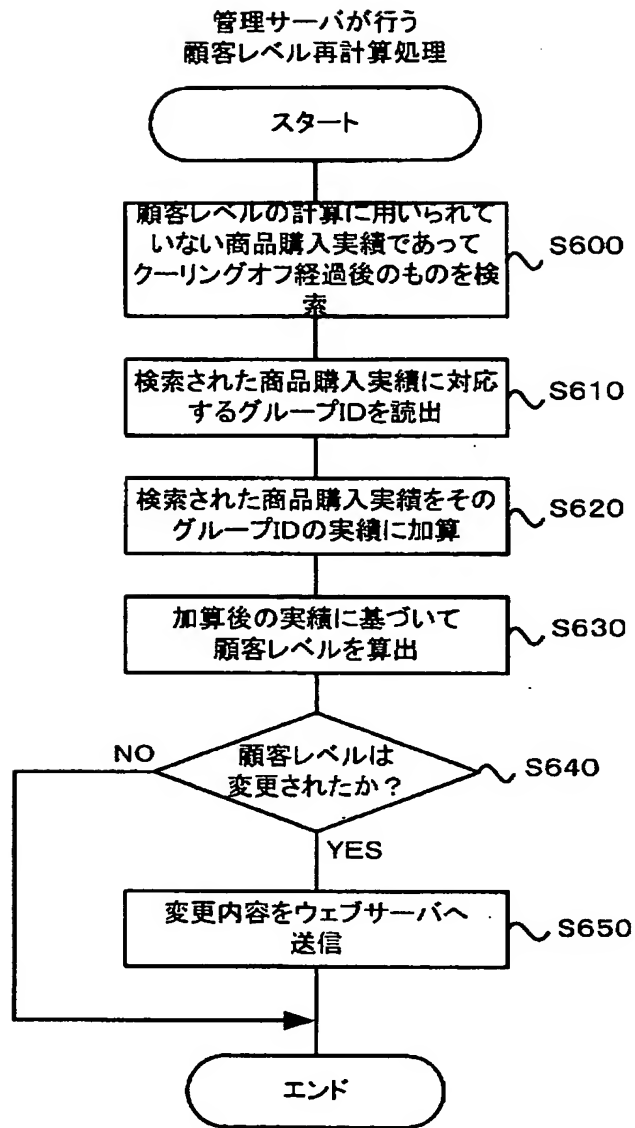 管理サーバが行う
顧客レベル再計算処理
スタート
顧客レベルの計算に用いられて
いない商品購入実績であって
クーリングオフ経過後のものを検
索
S600
検索された商品購入実績に対応
するグループIDを読出
S610
検索された商品購入実績をその
グループIDの実績に加算
S620
加算後の実績に基づいて
顧客レベルを算出
S630
NO
顧客レベルは
変更されたか？
S640
YES
変更内容をウェブサーバへ
送信
S650
エンド